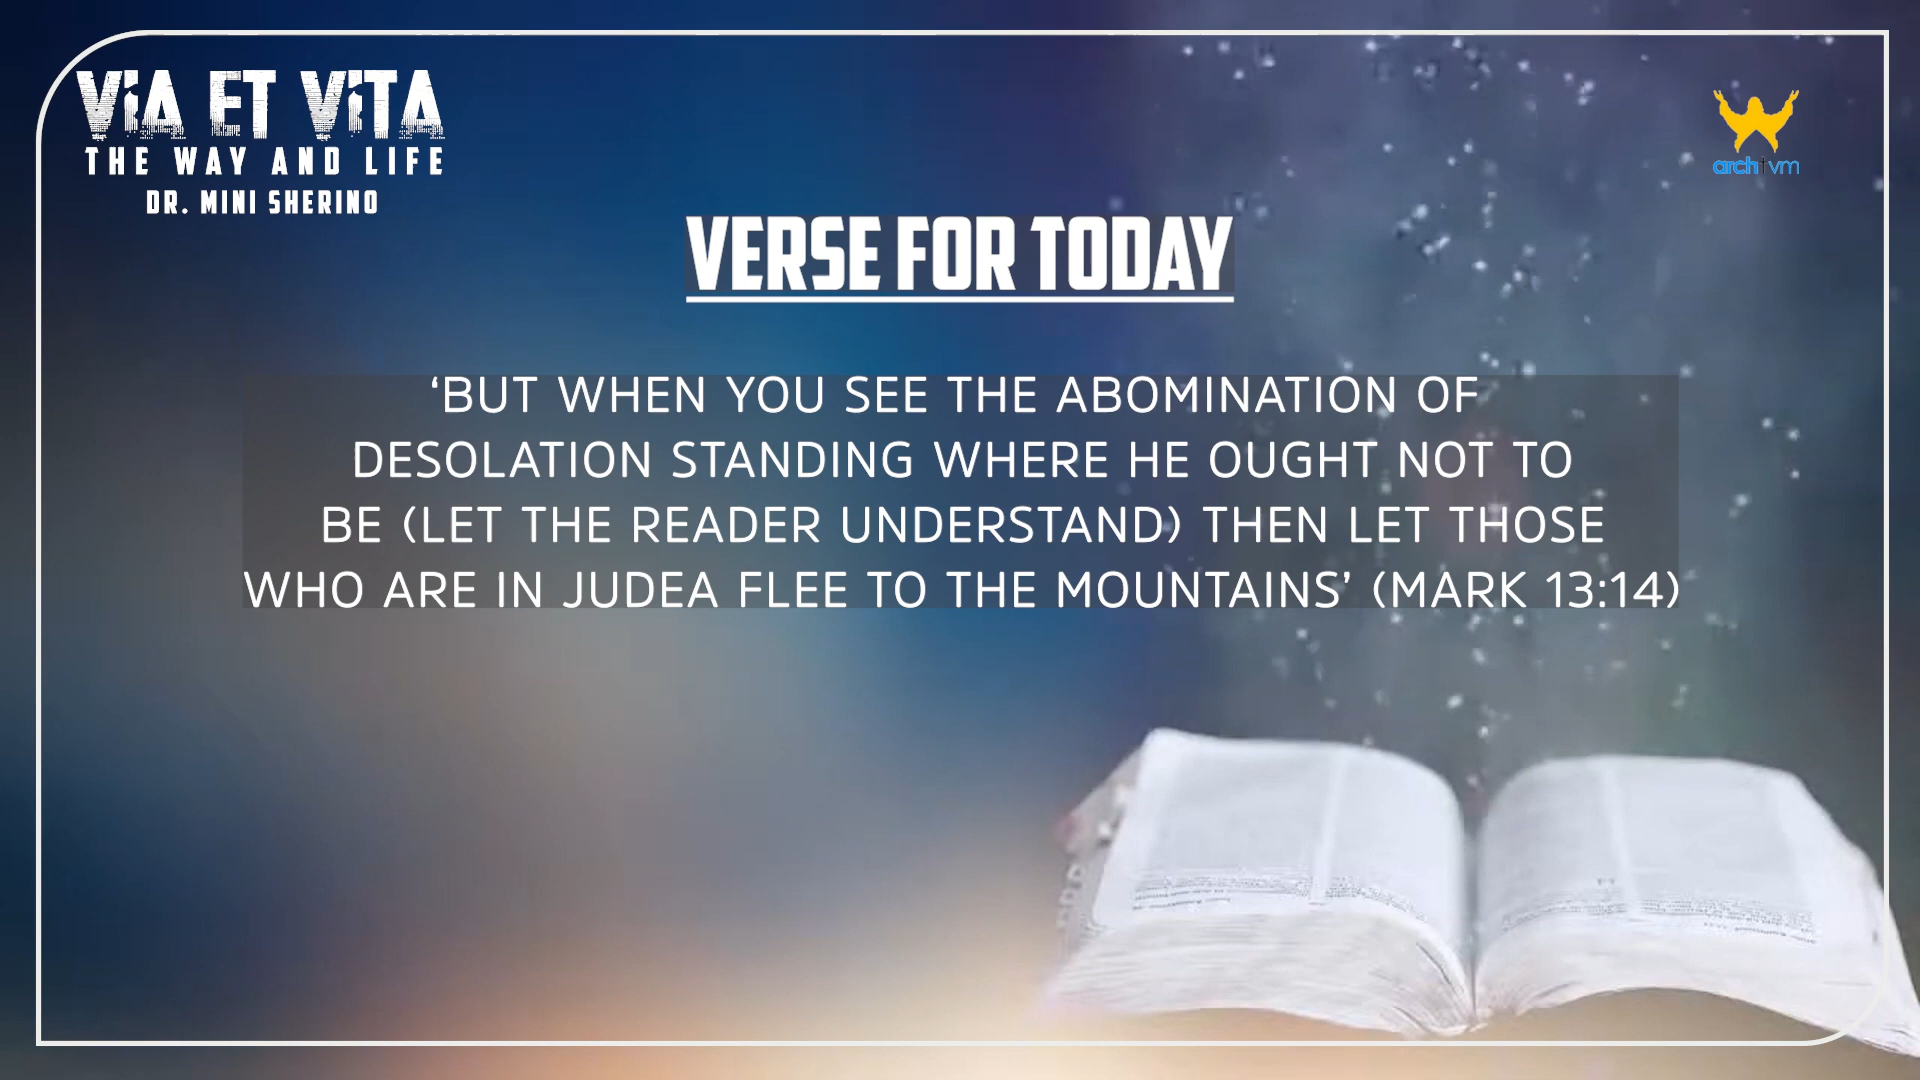 ViA ET ViTA
THE WAY AND LIFE
DR. MINI SHERINO
archtvm
VERSE FOR TODAY
‘BUT WHEN YOU SEE THE ABOMINATION OF
DESOLATION STANDING WHERE HE OUGHT NOT TO
BE (LET THE READER UNDERSTAND) THEN LET THOSE
WHO ARE IN JUDEA FLEE TO THE MOUNTAINS’ (MARK 13:14)